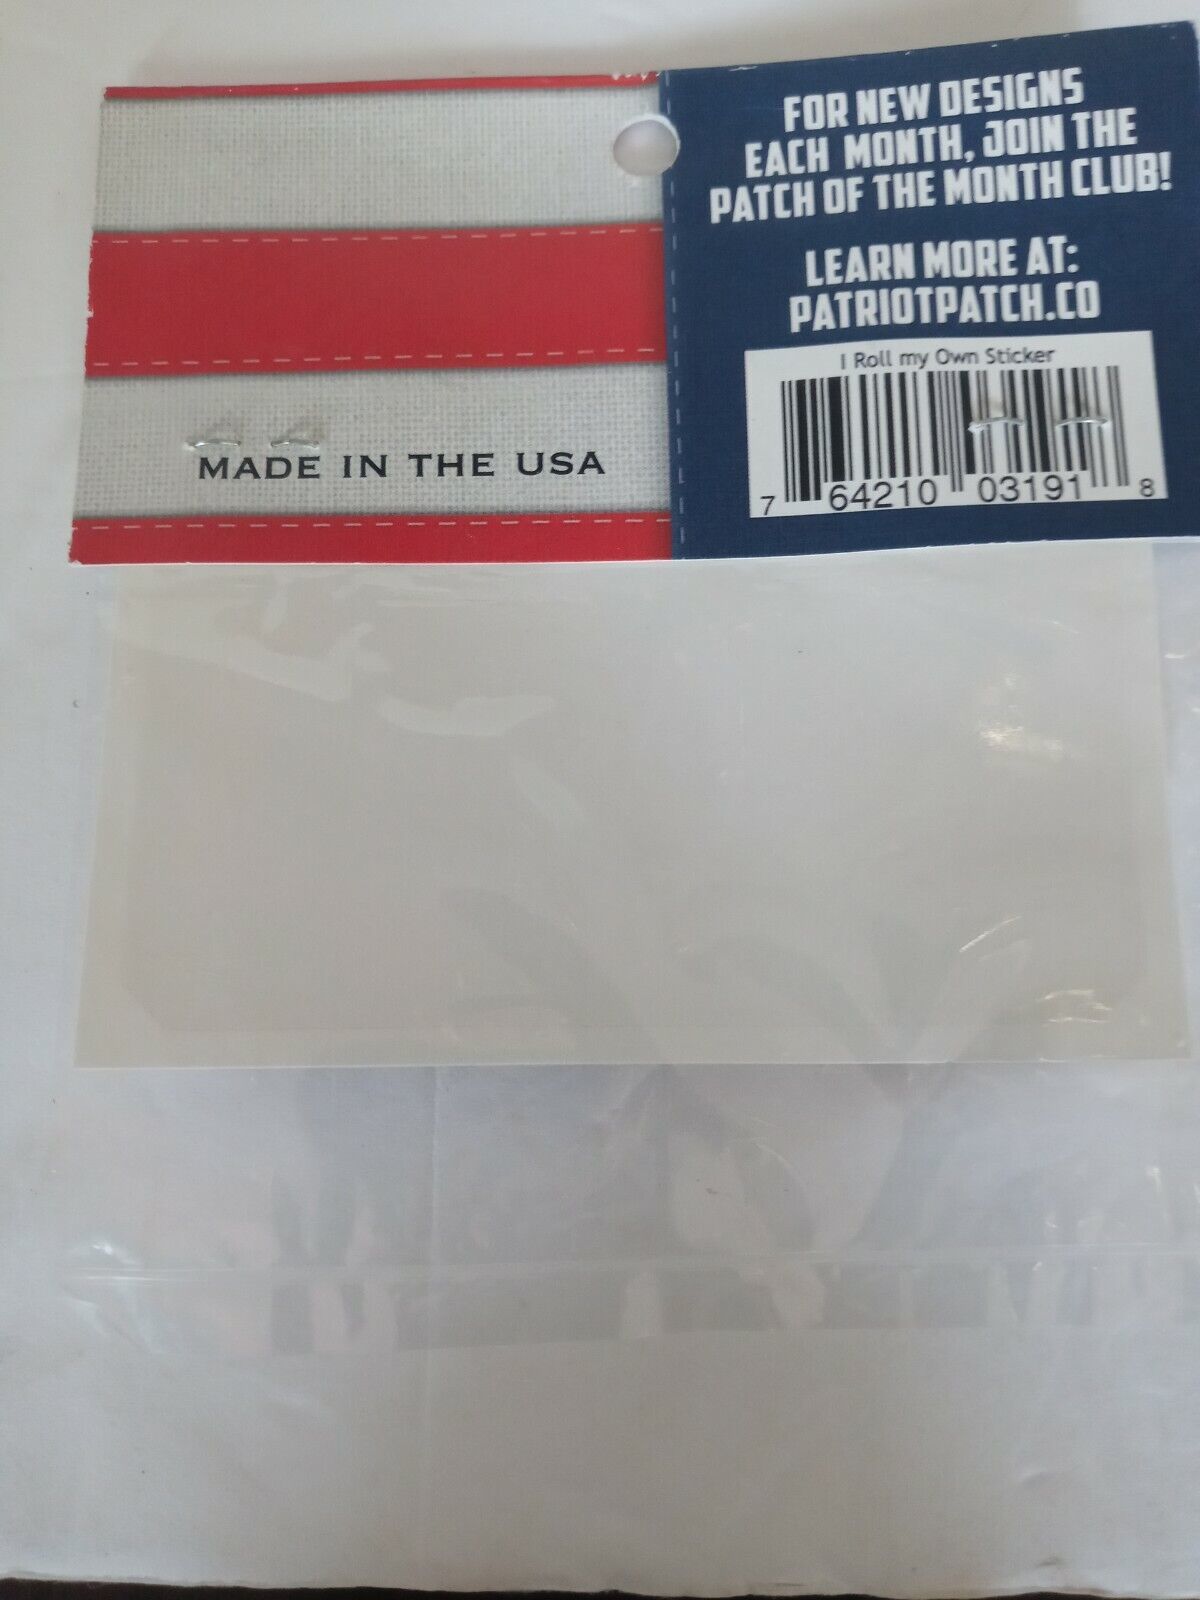 FOR NEW DESIGNS
EACH MONTH, JOIN THE
PATCH OF THE MONTH CLUB!
LEARN MORE AT:
PATRIOTPATCH.CO
I Roll my Own Sticker
7 64210 03191 8
MADE IN THE USA